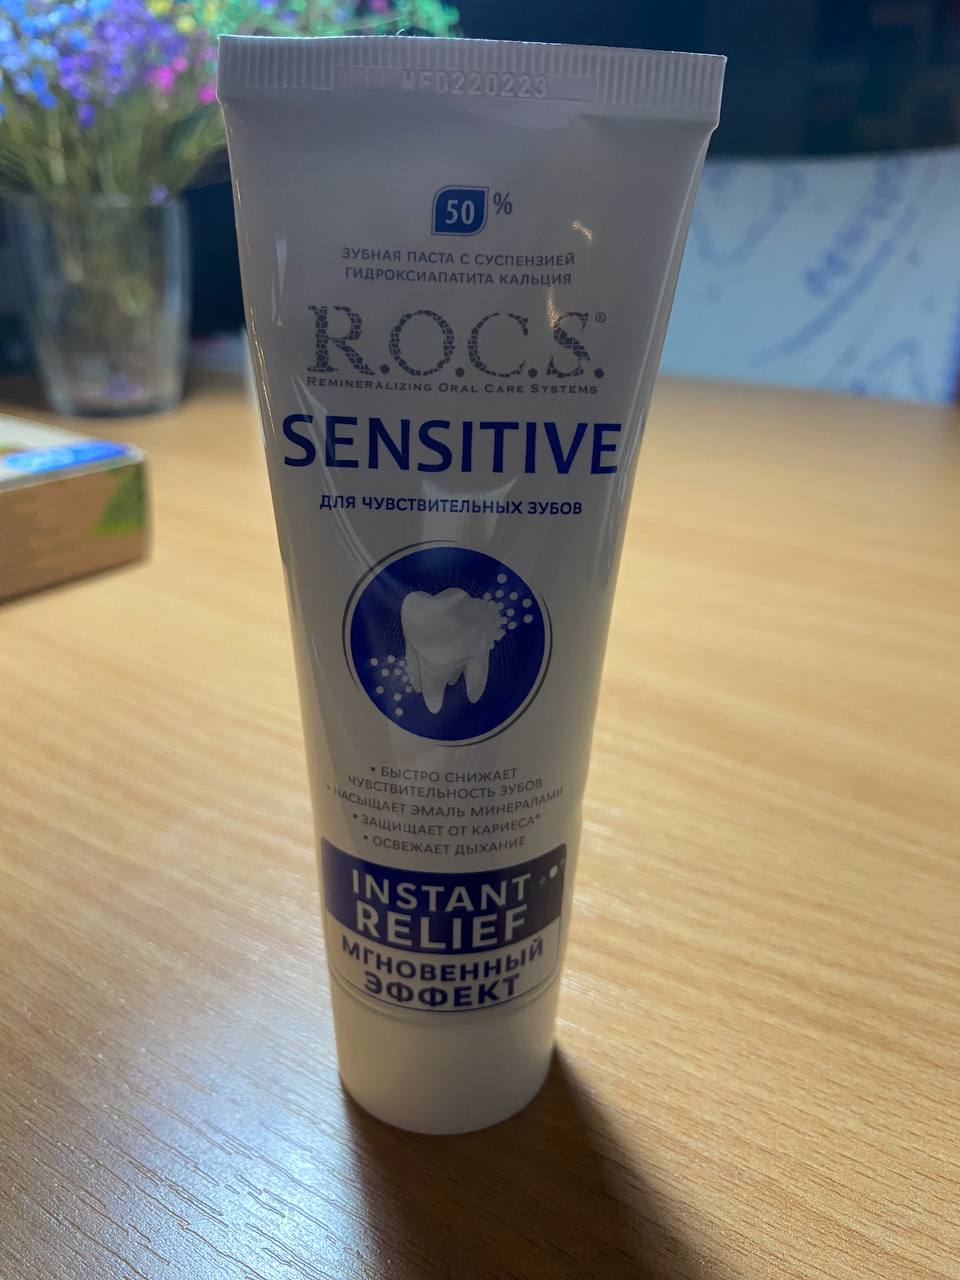 MFD220223
50%
ЗУБНАЯ ПАСТА С СУСПЕНЗИЕЙ
ГИДРОКСИАПАТИТА КАЛЬЦИЯ
R.O.C.S.®
REMINERALIZING ORAL CARE SYSTEMS
SENSITIVE
ДЛЯ ЧУВСТВИТЕЛЬНЫХ ЗУБОВ
• БЫСТРО СНИЖАЕТ
ЧУВСТВИТЕЛЬНОСТЬ ЗУБОВ
• НАСЫЩАЕТ ЭМАЛЬ МИНЕРАЛАМИ
• ЗАЩИЩАЕТ ОТ КАРИЕСА*
• ОСВЕЖАЕТ ДЫХАНИЕ
INSTANT
RELIEF
МГНОВЕННЫЙ
ЭФФЕКТ